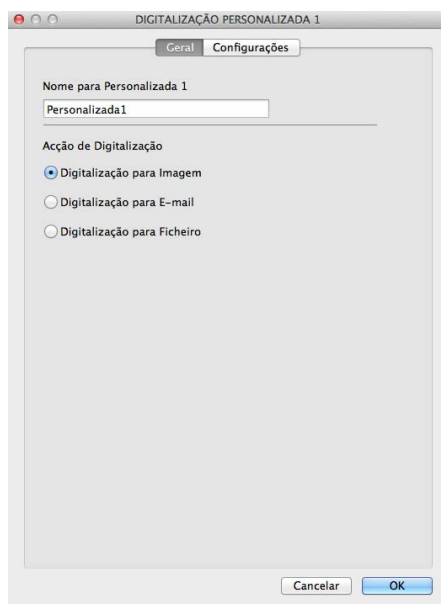 DIGITALIZAÇÃO PERSONALIZADA 1
Geral Configurações
Nome para Personalizada 1
Personalizada1
Acção de Digitalização
Digitalização para Imagem
Digitalização para E-mail
Digitalização para Ficheiro
Cancelar OK